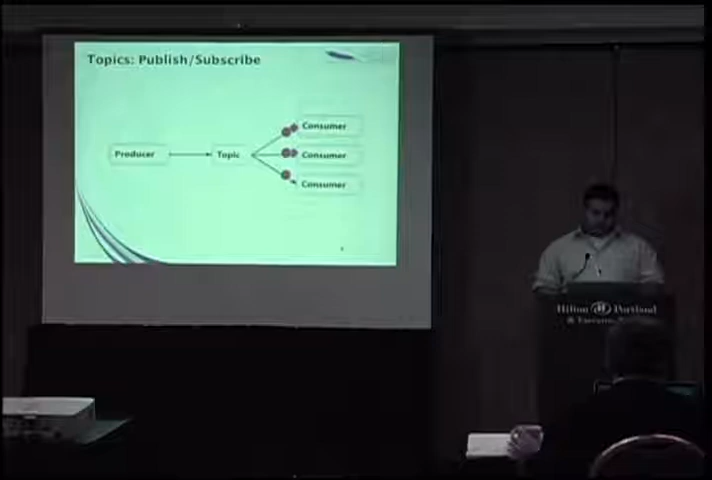 Topics: Publish/Subscribe
Consumer
Producer
Topic
Consumer
Consumer
Hilton Portland